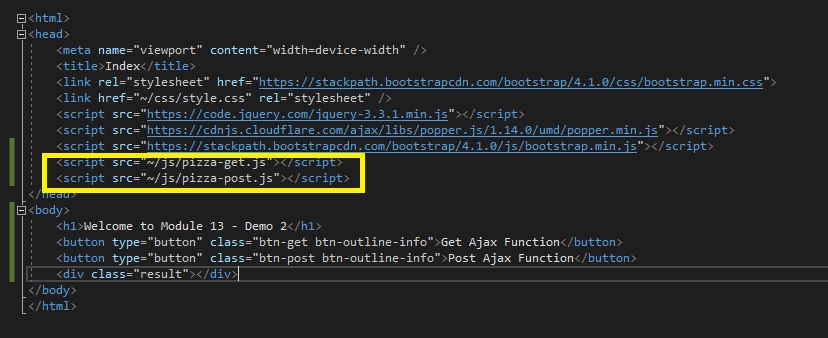 <html>
<head>
<meta name="viewport" content="width=device-width" />
<title>Index</title>
<link rel="stylesheet" href="https://stackpath.bootstrapcdn.com/bootstrap/4.1.0/css/bootstrap.min.css">
<link href="~/css/style.css" rel="stylesheet" />
<script src="https://code.jquery.com/jquery-3.3.1.min.js"></script>
<script src="https://cdnjs.cloudflare.com/ajax/libs/popper.js/1.14.0/umd/popper.min.js"></script>
<script src="https://stackpath.bootstrapcdn.com/bootstrap/4.1.0/js/bootstrap.min.js"></script>
<script src="~/js/pizza-get.js"></script>
<script src="~/js/pizza-post.js"></script>
</head>
<body>
<h1>Welcome to Module 13 - Demo 2</h1>
<button type="button" class="btn-get btn-outline-info">Get Ajax Function</button>
<button type="button" class="btn-post btn-outline-info">Post Ajax Function</button>
<div class="result"></div>
</body>
</html>